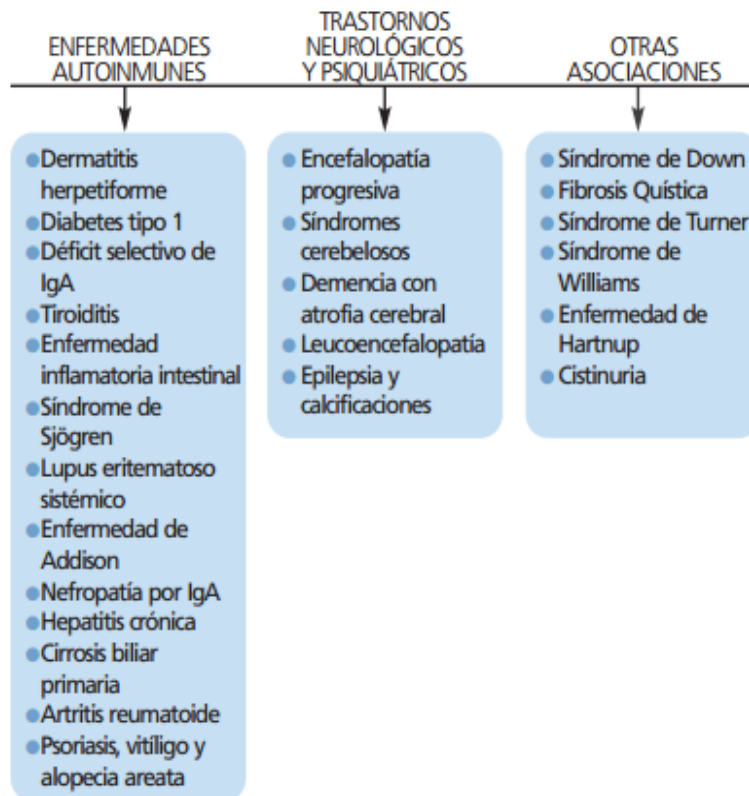 ENFERMEDADES
AUTOINMUNES
TRASTORNOS
NEUROLÓGICOS
Y PSIQUIÁTRICOS
OTRAS
ASOCIACIONES
Dermatitis
herpetiforme
Diabetes tipo 1
Déficit selectivo de
IgA
Tiroiditis
Enfermedad
inflamatoria intestinal
Síndrome de
Sjögren
Lupus eritematoso
sistémico
Enfermedad de
Addison
Nefropatía por IgA
Hepatitis crónica
Cirrosis biliar
primaria
Artritis reumatoide
Psoriasis, vitíligo y
alopecia areata
Encefalopatía
progresiva
Síndromes
cerebelosos
Demencia con
atrofia cerebral
Leucoencefalopatía
Epilepsia y
calcificaciones
Síndrome de Down
Fibrosis Quística
Síndrome de Turner
Síndrome de
Williams
Enfermedad de
Hartnup
Cistinuria